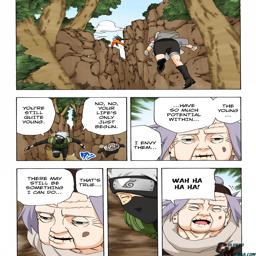 THE
YOUNG...
...HAVE
SO MUCH
POTENTIAL
WITHIN...
I ENVY
THEM...
NO, NO,
YOUR
LIFE'S
ONLY
JUST
BEGUN.
YOU'RE
STILL
QUITE
YOUNG.
WAH HA
HA HA!
THAT'S
TRUE...
THERE MAY
STILL BE
SOMETHING
I CAN DO...